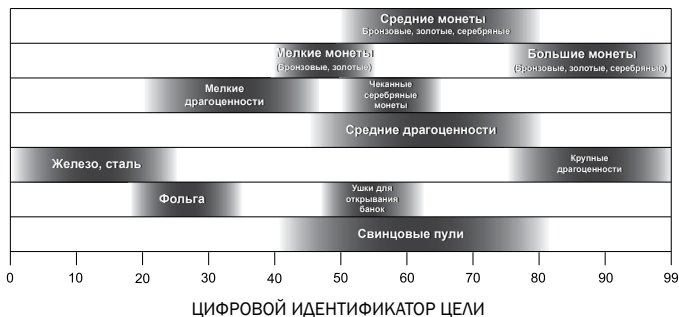 Средние монеты
Бронзовые, золотые, серебряные
Мелкие монеты
(Бронзовые, золотые)
Большие монеты
(Бронзовые, золотые, серебряные)
Мелкие
драгоценности
Чеканные
серебряные
монеты
Средние драгоценности
Железо, сталь
Крупные
драгоценности
Фольга
Ушки для
открывания
банок
Свинцовые пули
0 10 20 30 40 50 60 70 80 90 99
ЦИФРОВОЙ ИДЕНТИФИКАТОР ЦЕЛИ